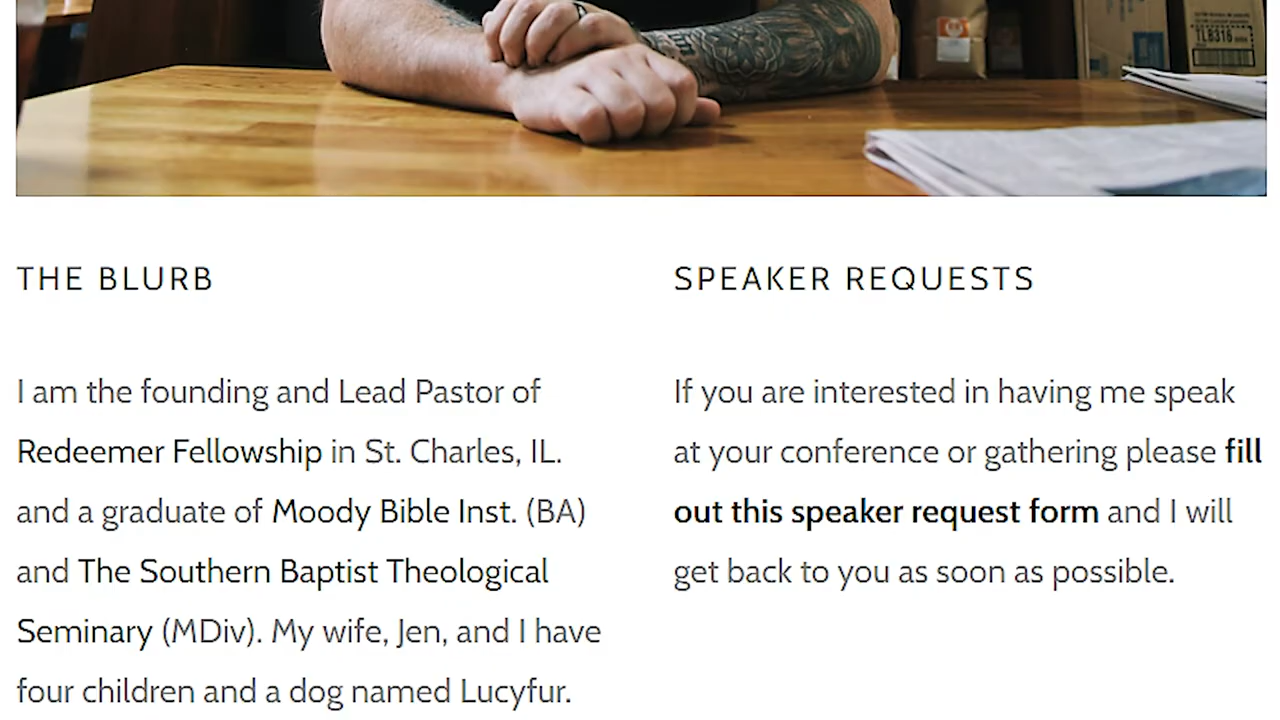 TLB316
THE BLURB
I am the founding and Lead Pastor of
Redeemer Fellowship in St. Charles, IL.
and a graduate of Moody Bible Inst. (BA)
and The Southern Baptist Theological
Seminary (MDiv). My wife, Jen, and I have
four children and a dog named Lucyfur.
SPEAKER REQUESTS
If you are interested in having me speak
at your conference or gathering please fill
out this speaker request form and I will
get back to you as soon as possible.